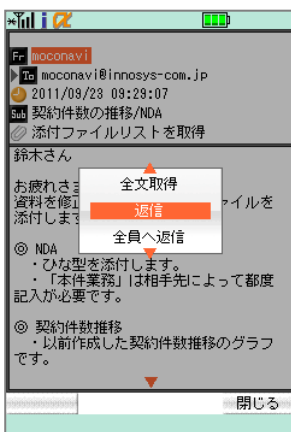 Fr moconavi
To moconavi@innosys-com.jp
2011/09/23 09:29:07
Sub 契約件数の推移/NDA
添付ファイルリストを取得
鈴木さん
お疲れさま
資料を修正 ァイルを
添付します
全文取得
返信
全員へ返信
◎ NDA
・ひな型を添付します。
・「本件業務」は相手先によって都度
記入が必要です。
◎ 契約件数推移
・以前作成した契約件数推移のグラフ
です。
閉じる